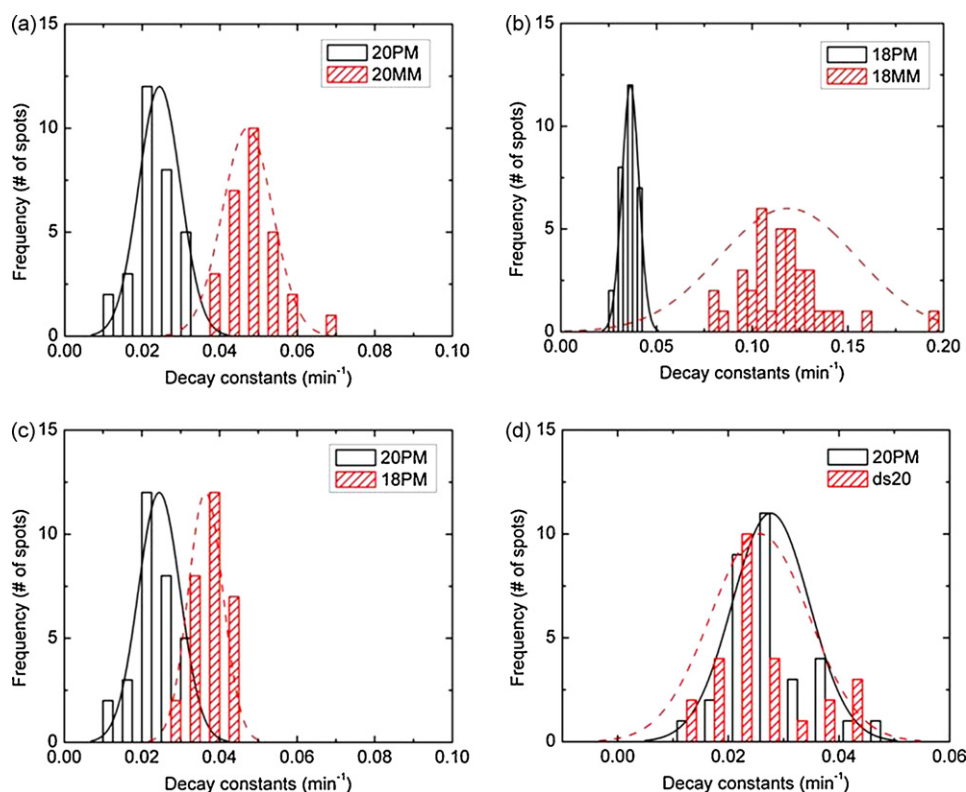 (a)
15
10
5
0
Frequency (# of spots)
20PM
20MM
0.00 0.02 0.04 0.06 0.08 0.10
Decay constants (min⁻¹)
(b)
15
10
5
0
Frequency (# of spots)
18PM
18MM
0.00 0.05 0.10 0.15 0.20
Decay constants (min⁻¹)
(c)
15
10
5
0
Frequency (# of spots)
20PM
18PM
0.00 0.02 0.04 0.06 0.08 0.10
Decay constants (min⁻¹)
(d)
15
10
5
0
Frequency (# of spots)
20PM
ds20
0.00 0.02 0.04 0.06
Decay constants (min⁻¹)